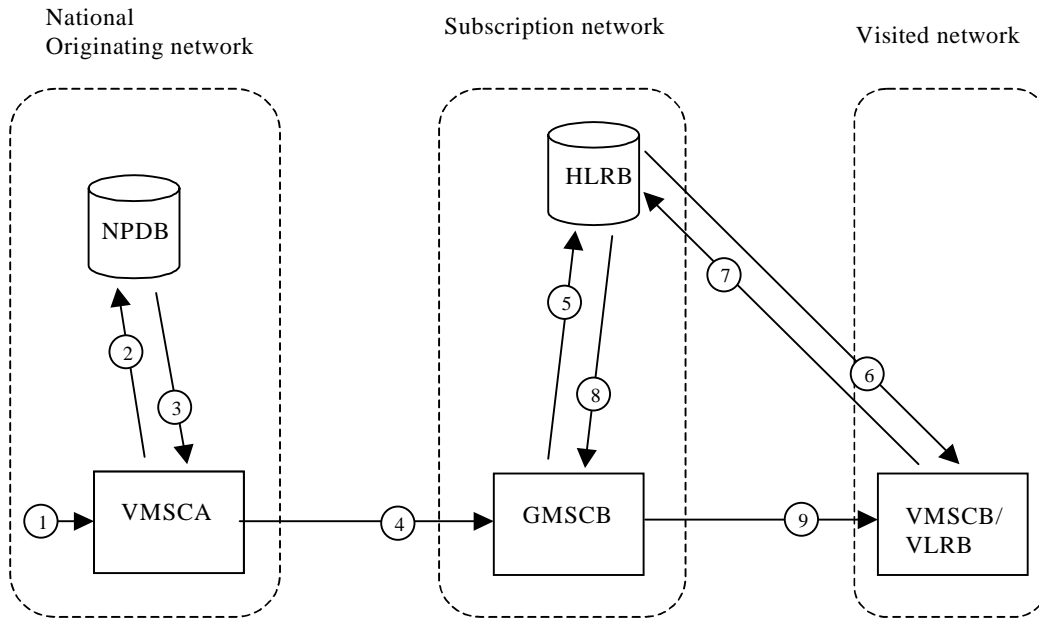 National
Originating network
Subscription network
Visited network
HLRB
NPDB
7
5
2
6
3
8
VMSCA
GMSCB
VMSCB/
VLRB
1
4
9